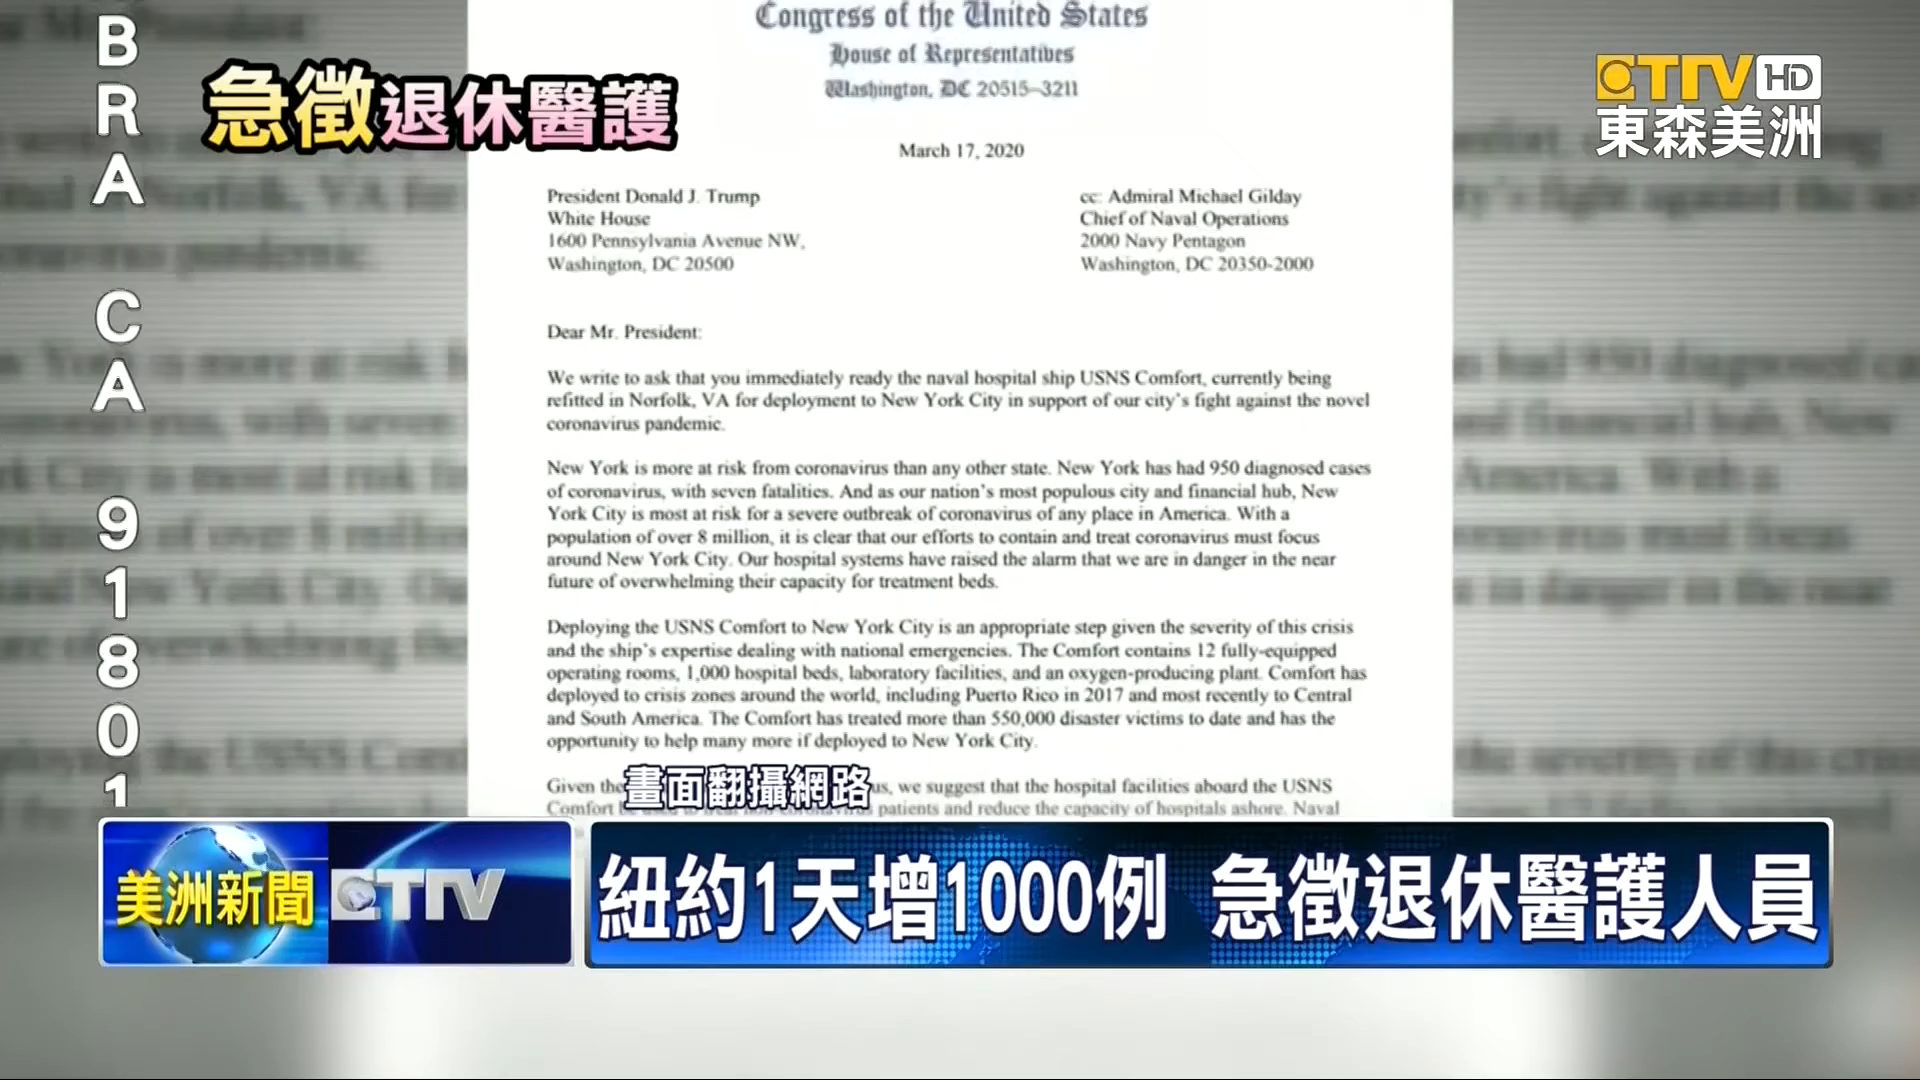 BRA CA 91801
急徵退休醫護
ETTV HD
東森美洲
Congress of the United States
House of Representatives
Washington, DC 20515–3211
March 17, 2020
President Donald J. Trump
White House
1600 Pennsylvania Avenue NW,
Washington, DC 20500
cc: Admiral Michael Gilday
Chief of Naval Operations
2000 Navy Pentagon
Washington, DC 20350-2000
Dear Mr. President:
We write to ask that you immediately ready the naval hospital ship USNS Comfort, currently being
refitted in Norfolk, VA for deployment to New York City in support of our city's fight against the novel
coronavirus pandemic.
New York is more at risk from coronavirus than any other state. New York has had 950 diagnosed cases
of coronavirus, with seven fatalities. And as our nation's most populous city and financial hub, New
York City is most at risk for a severe outbreak of coronavirus of any place in America. With a
population of over 8 million, it is clear that our efforts to contain and treat coronavirus must focus
around New York City. Our hospital systems have raised the alarm that we are in danger in the near
future of overwhelming their capacity for treatment beds.
Deploying the USNS Comfort to New York City is an appropriate step given the severity of this crisis
and the ship's expertise dealing with national emergencies. The Comfort contains 12 fully-equipped
operating rooms, 1,000 hospital beds, laboratory facilities, and an oxygen-producing plant. Comfort has
deployed to crisis zones around the world, including Puerto Rico in 2017 and most recently to Central
and South America. The Comfort has treated more than 550,000 disaster victims to date and has the
opportunity to help many more if deployed to New York City.
Given the us, we suggest that the hospital facilities aboard the USNS
Comfort patients and reduce the capacity of hospitals ashore. Naval
畫面翻攝網路
美洲新聞 ETTV
紐約1天增1000例 急徵退休醫護人員